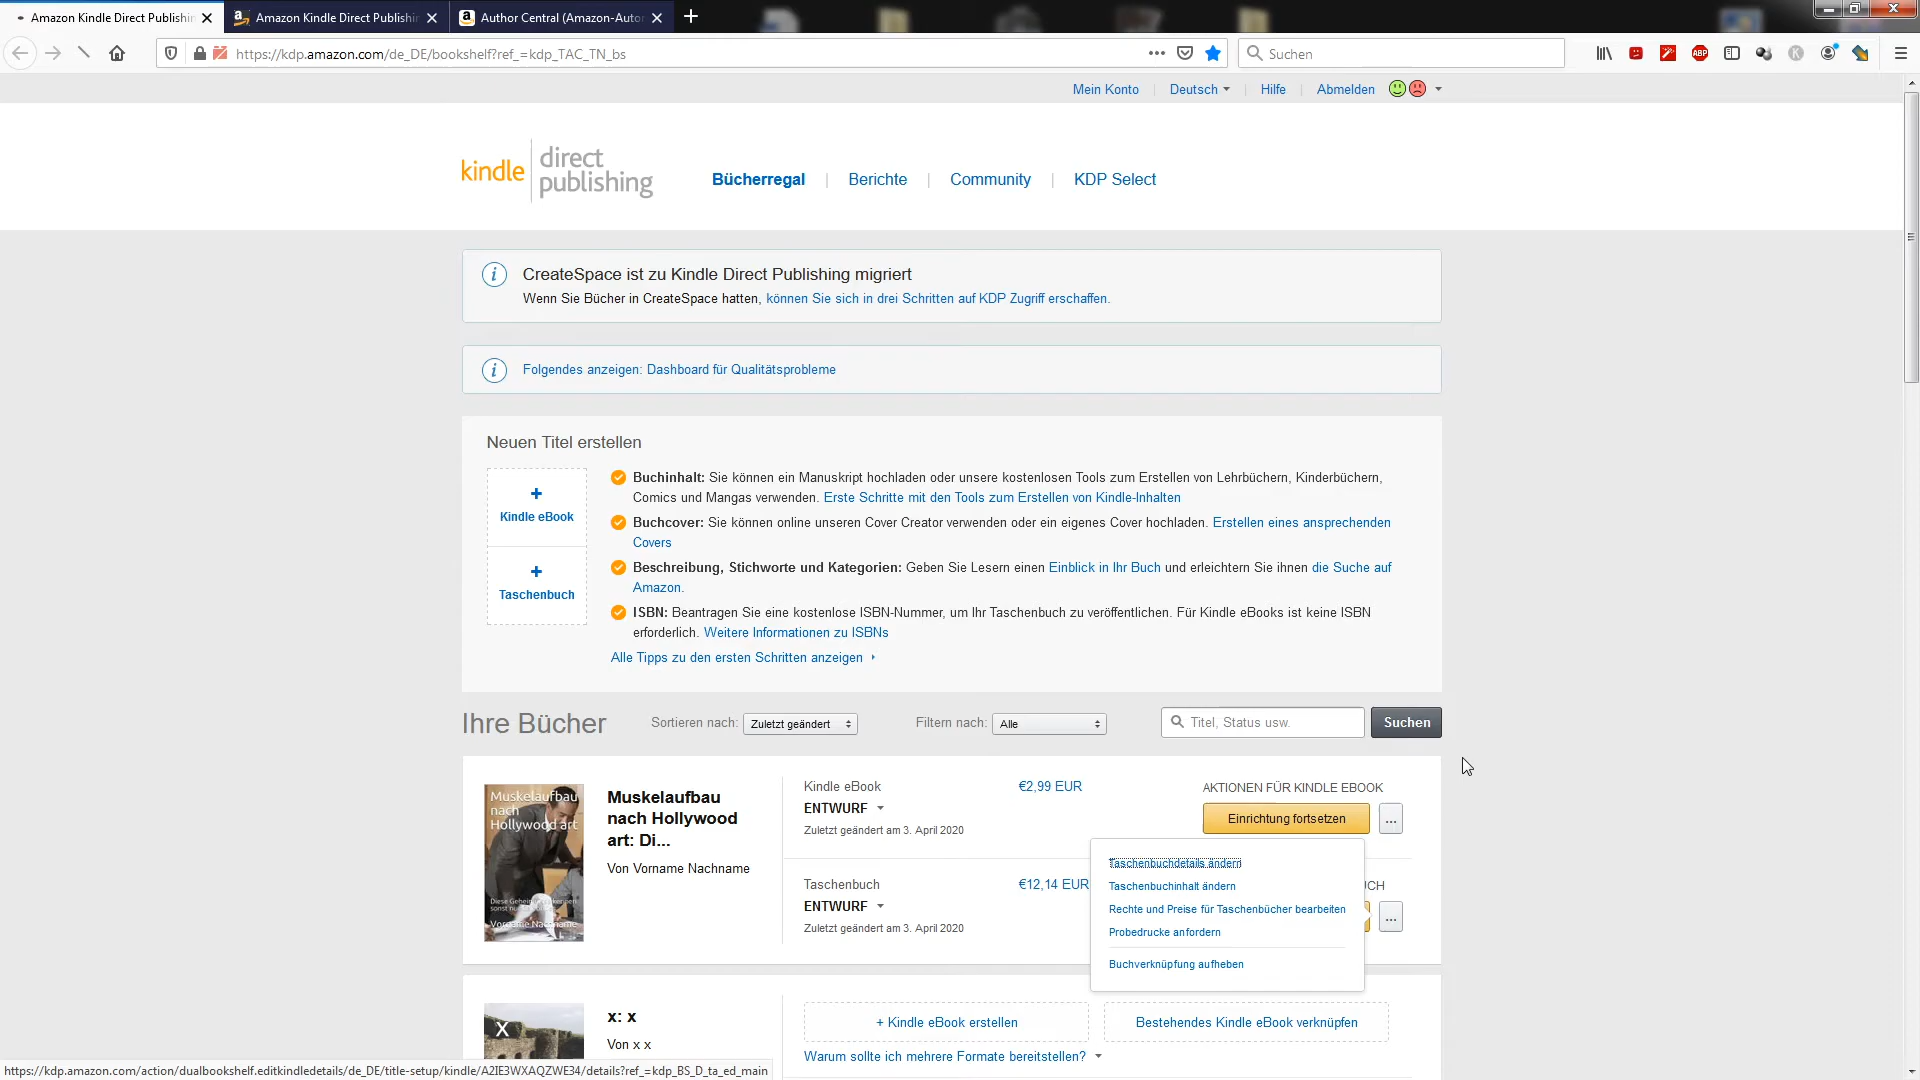 Amazon Kindle Direct Publishin
Amazon Kindle Direct Publishin
Author Central (Amazon-Autor
https://kdp.amazon.com/de_DE/bookshelf?ref_=kdp_TAC_TN_bs
Suchen
Mein Konto
Deutsch
Hilfe
Abmelden
kindle direct publishing
Bücherregal
Berichte
Community
KDP Select
CreateSpace ist zu Kindle Direct Publishing migriert
Wenn Sie Bücher in CreateSpace hatten, können Sie sich in drei Schritten auf KDP Zugriff erschaffen.
Folgendes anzeigen: Dashboard für Qualitätsprobleme
Neuen Titel erstellen
+
Kindle eBook
+
Taschenbuch
Buchinhalt: Sie können ein Manuskript hochladen oder unsere kostenlosen Tools zum Erstellen von Lehrbüchern, Kinderbüchern,
Comics und Mangas verwenden. Erste Schritte mit den Tools zum Erstellen von Kindle-Inhalten
Buchcover: Sie können online unseren Cover Creator verwenden oder ein eigenes Cover hochladen. Erstellen eines ansprechenden
Covers
Beschreibung, Stichworte und Kategorien: Geben Sie Lesern einen Einblick in Ihr Buch und erleichtern Sie ihnen die Suche auf
Amazon.
ISBN: Beantragen Sie eine kostenlose ISBN-Nummer, um Ihr Taschenbuch zu veröffentlichen. Für Kindle eBooks ist keine ISBN
erforderlich. Weitere Informationen zu ISBNs
Alle Tipps zu den ersten Schritten anzeigen
Ihre Bücher
Sortieren nach: Zuletzt geändert
Filtern nach: Alle
Titel, Status usw.
Suchen
Muskelaufbau
nach
Hollywood art
Vorname Nachname
Muskelaufbau
nach Hollywood
art: Di...
Von Vorname Nachname
Kindle eBook
ENTWURF
Zuletzt geändert am 3. April 2020
€2,99 EUR
AKTIONEN FÜR KINDLE EBOOK
Einrichtung fortsetzen
...
Taschenbuch
ENTWURF
Zuletzt geändert am 3. April 2020
€12,14 EUR
UCH
...
Taschenbuchdetails ändern
Taschenbuchinhalt ändern
Rechte und Preise für Taschenbücher bearbeiten
Probedrucke anfordern
Buchverknüpfung aufheben
X
x: x
Von x x
+ Kindle eBook erstellen
Bestehendes Kindle eBook verknüpfen
Warum sollte ich mehrere Formate bereitstellen?
https://kdp.amazon.com/action/dualbookshelf.editkindledetails/de_DE/title-setup/kindle/A2IE3WXAQZWE34/details?ref_=kdp_BS_D_ta_ed_main